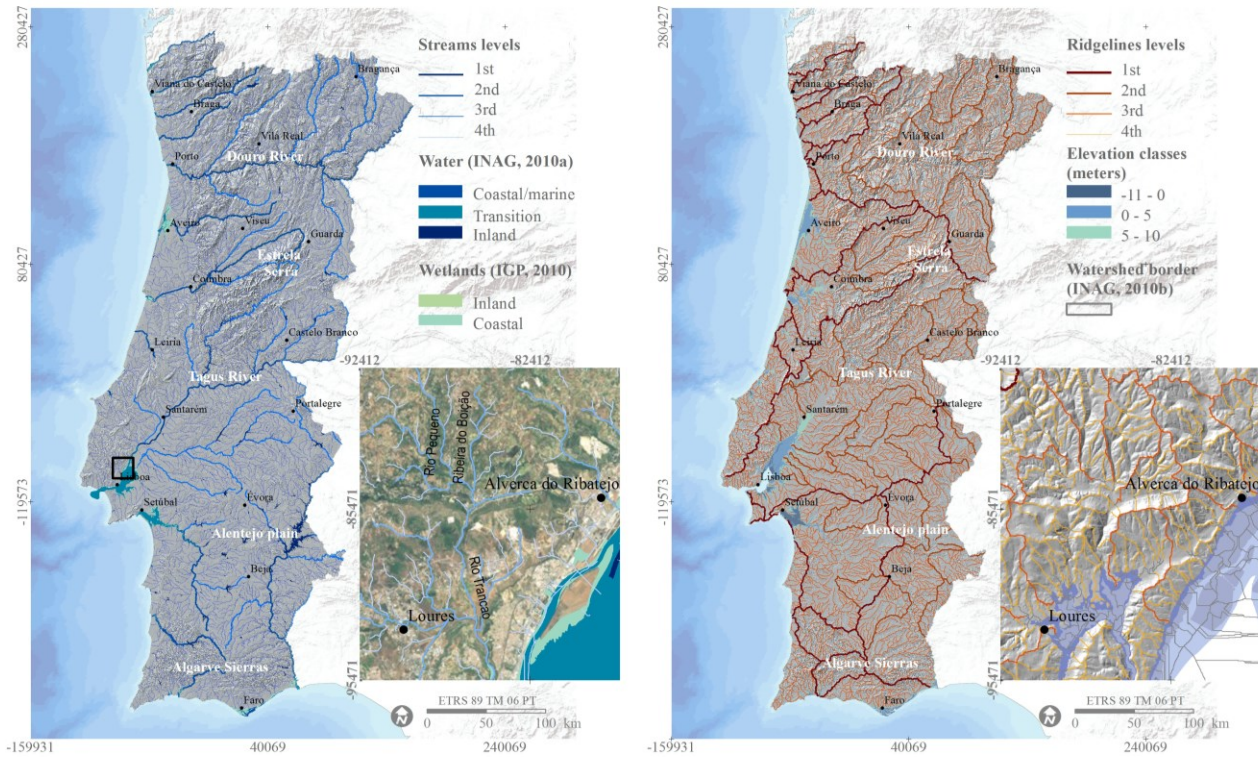 280427
Streams levels
1st
2nd
3rd
4th
Water (INAG, 2010a)
Coastal/marine
Transition
Inland
Wetlands (IGP, 2010)
Inland
Coastal
Bragança
Viana do Castelo
Braga
Vila Real
Douro River
Porto
Aveiro
Viseu
Guarda
Estrela
Serra
80427
Coimbra
Castelo Branco
Leiria
-92412
-82412
Tagus River
Portalegre
Santarém
Setúbal
Évora
-119573
Alentejo plain
Beja
Algarve Sierras
Faro
Rio Pequeno
Ribeira do Boição
Alverca do Ribatejo
-85471
Rio Trancao
Loures
-95471
ETRS 89 TM 06 PT
N
0 50 100 km
-159931
40069
240069
280427
Ridgelines levels
1st
2nd
3rd
4th
Elevation classes
(meters)
-11 - 0
0 - 5
5 - 10
Watershed border
(INAG, 2010b)
Bragança
Viana do Castelo
Braga
Vila Real
Douro River
Porto
Aveiro
Viseu
Guarda
Estrela
Serra
80427
Coimbra
Castelo Branco
Leiria
-92412
-82412
Tagus River
Portalegre
Santarém
Lisboa
Setúbal
Évora
-119573
Alentejo plain
Beja
Algarve Sierras
Faro
Alverca do Ribatejo
-85471
Loures
-95471
ETRS 89 TM 06 PT
N
0 50 100 km
-159931
40069
240069